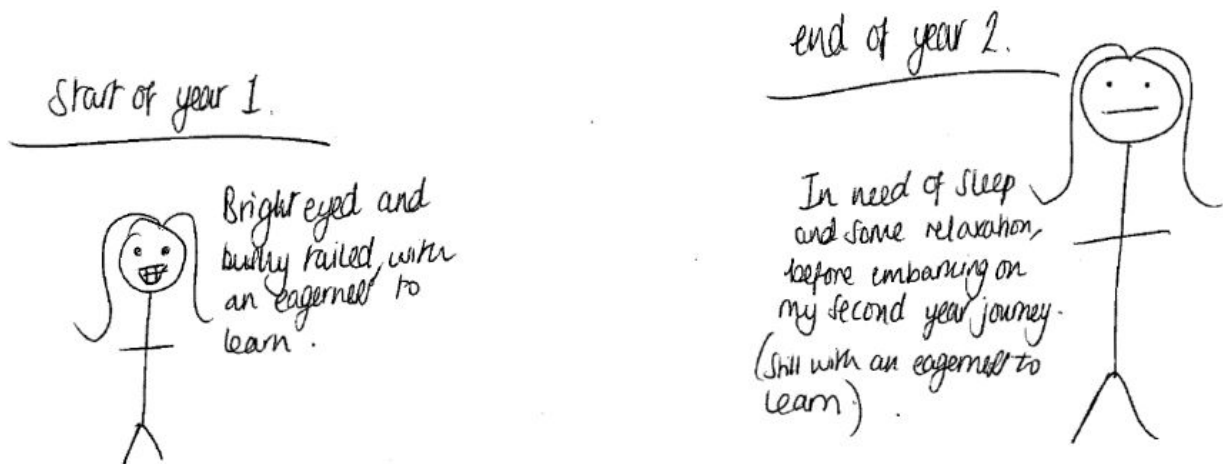 Start of year 1.
Bright eyed and
bushy tailed, with
an eagerness to
learn.
end of year 2.
In need of sleep
and some relaxation,
before embarking on
my second year journey.
(Still with an eagerness to
learn.)